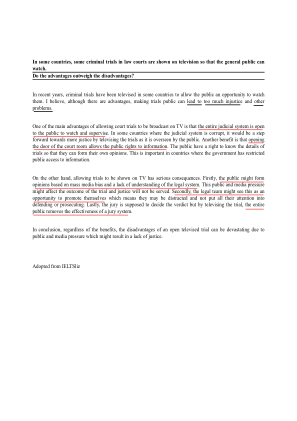 In some countries, some criminal trials in law courts are shown on television so that the general public can
watch.
Do the advantages outweigh the disadvantages?
In recent years, criminal trials have been televised in some countries to allow the public an opportunity to watch
them. I believe, although there are advantages, making trials public can lead to too much injustice and other
problems.
One of the main advantages of allowing court trials to be broadcast on TV is that the entire judicial system is open
to the public to watch and supervise. In some countries where the judicial system is corrupt, it would be a step
forward towards more justice by televising the trials as it is overseen by the public. Another benefit is that opening
the door of the court room allows the public rights to information. The public have a right to know the details of
trials so that they can form their own opinions. This is important in countries where the government has restricted
public access to information.
On the other hand, allowing trials to be shown on TV has serious consequences. Firstly, the public might form
opinions based on mass media bias and a lack of understanding of the legal system. This public and media pressure
might affect the outcome of the trial and justice will not be served. Secondly, the legal team might see this as an
opportunity to promote themselves which means they may be distracted and not put all their attention into
defending or prosecuting. Lastly, the jury is supposed to decide the verdict but by televising the trial, the entire
public removes the effectiveness of a jury system.
In conclusion, regardless of the benefits, the disadvantages of an open televised trial can be devastating due to
public and media pressure which might result in a lack of justice.
Adapted from IELTSliz